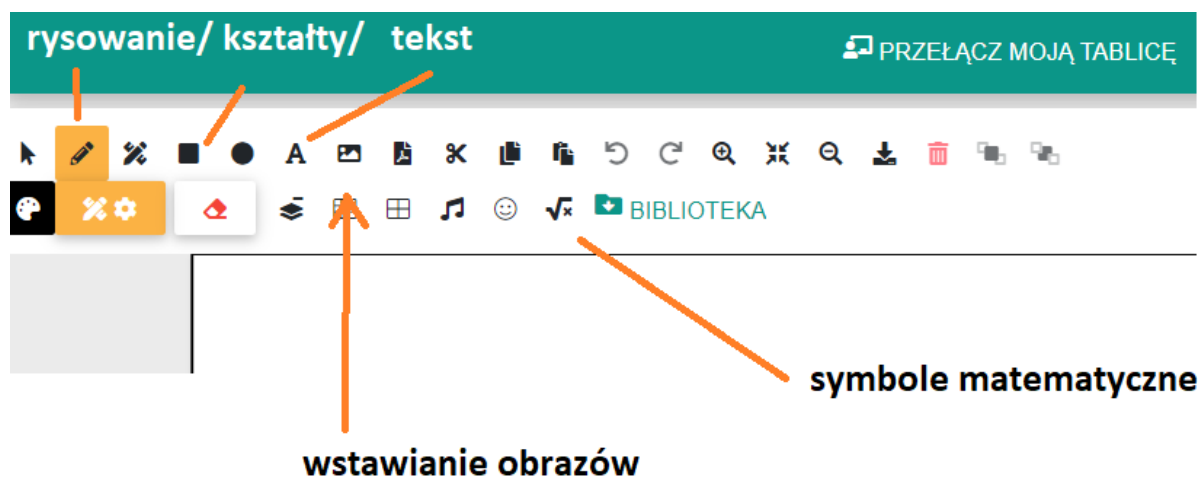 rysowanie/ kształty/ tekst
PRZEŁĄCZ MOJĄ TABLICĘ
A
√x BIBLIOTEKA
symbole matematyczne
wstawianie obrazów